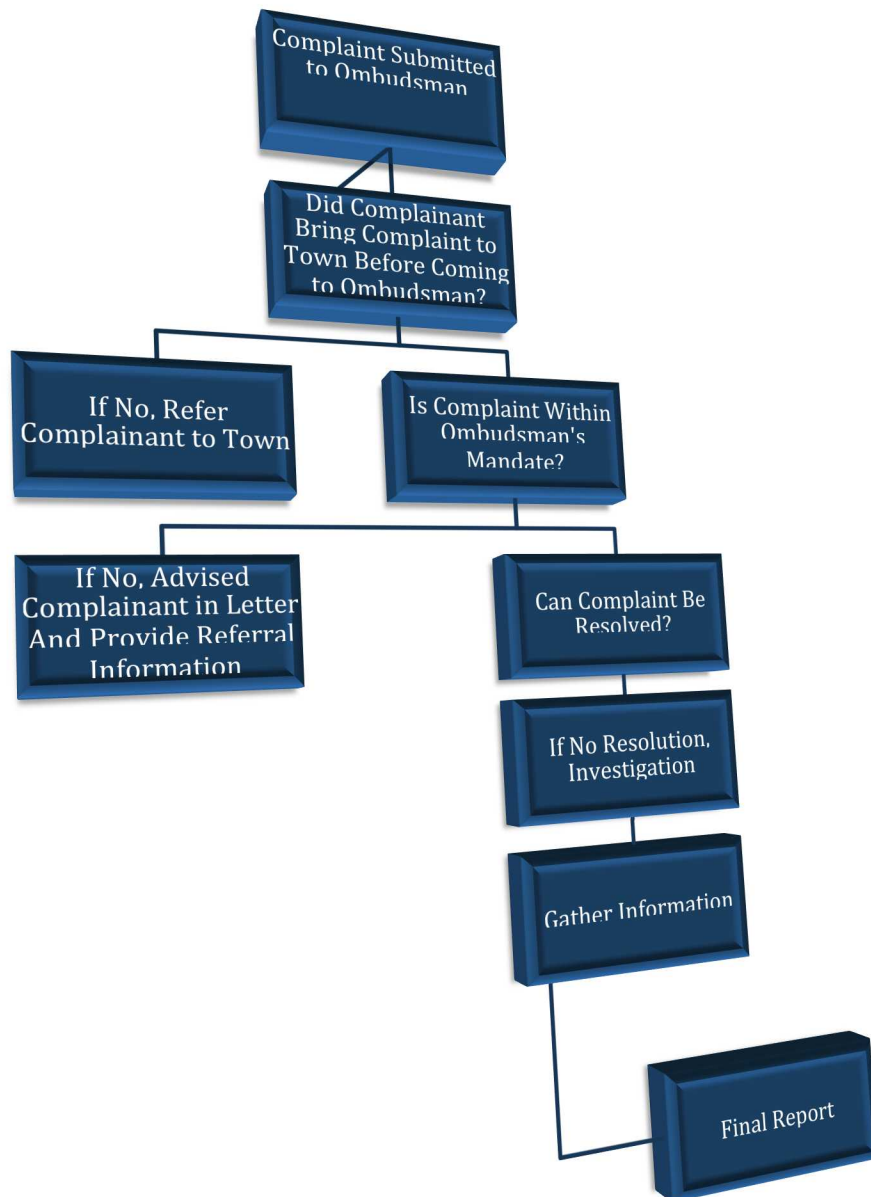 Complaint Submitted
to Ombudsman
Did Complainant
Bring Complaint to
Town Before Coming
to Ombudsman?
If No, Refer
Complainant to Town
Is Complaint Within
Ombudsman's
Mandate?
If No, Advised
Complainant in Letter
And Provide Referral
Information
Can Complaint Be
Resolved?
If No Resolution,
Investigation
Gather Information
Final Report